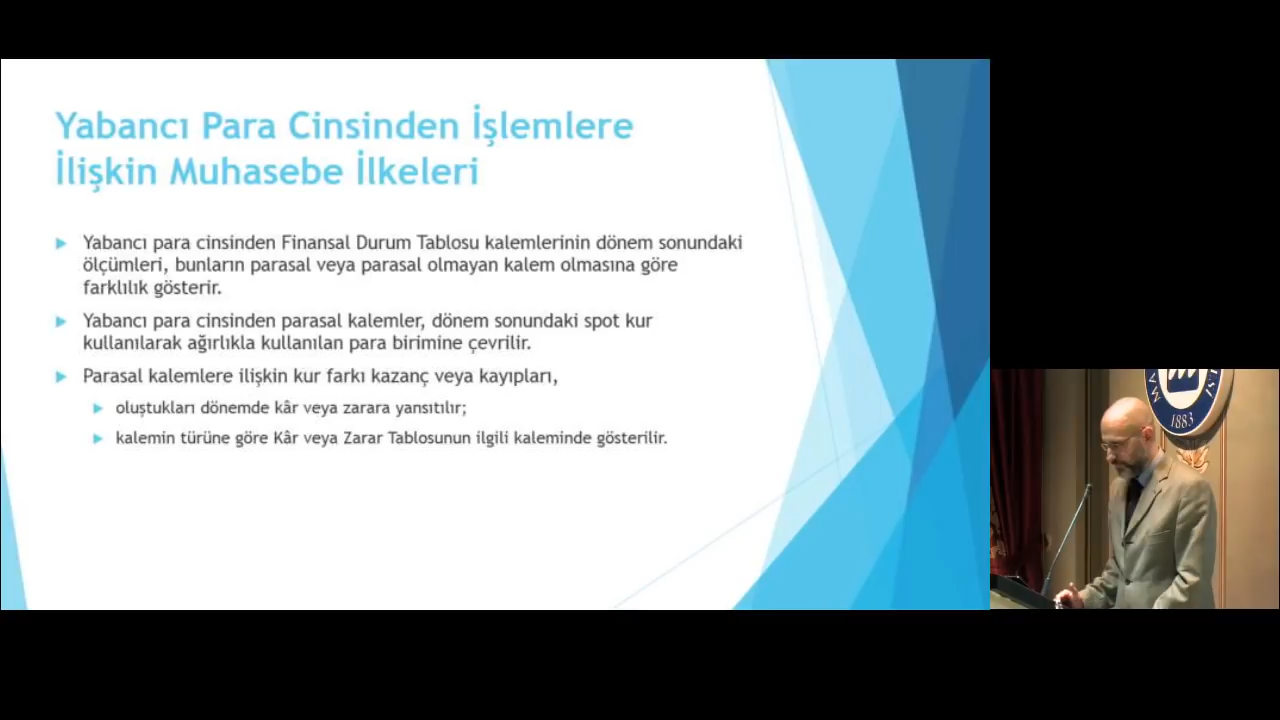 Yabancı Para Cinsinden İşlemlere
İlişkin Muhasebe İlkeleri
Yabancı para cinsinden Finansal Durum Tablosu kalemlerinin dönem sonundaki
ölçümleri, bunların parasal veya parasal olmayan kalem olmasına göre
farklılık gösterir.
Yabancı para cinsinden parasal kalemler, dönem sonundaki spot kur
kullanılarak ağırlıkla kullanılan para birimine çevrilir.
Parasal kalemlere ilişkin kur farkı kazanç veya kayıpları,
oluştukları dönemde kâr veya zarara yansıtılır;
kalemin türüne göre Kâr veya Zarar Tablosunun ilgili kaleminde gösterilir.
1883